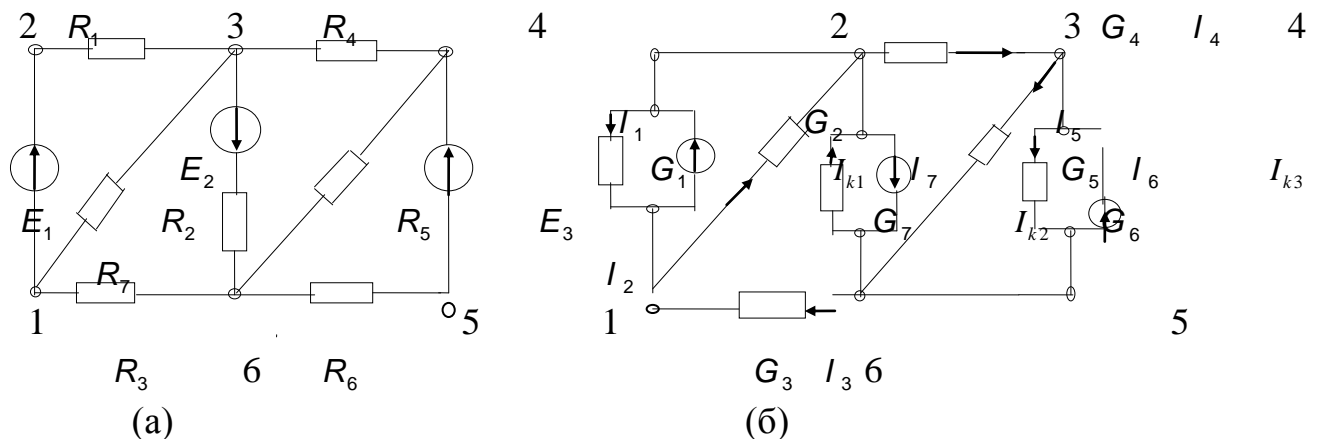 2 R1 3 R4 4 2 3 G4 I4 4
I1 G2 I5
E2 G1 Ik1 I7 G5 I6 Ik3
E1 R2 R5 E3 G7 Ik2 G6
R7 I2
1 5 1 5
R3 6 R6 G3 I3 6
(а) (б)